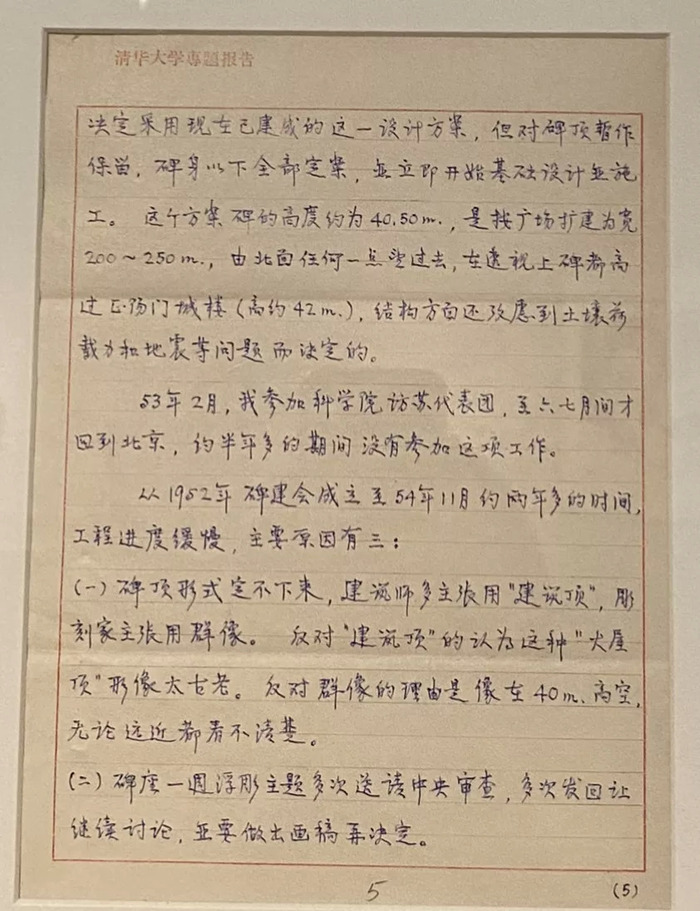 清华大学專題报告
决定采用现在已建成的这一设计方案，但对碑顶暂作
保留，碑身以下全部定案，並立即开始基础设计並施
工。 这个方案碑的高度约为40.50m.，是按广场扩建为宽
200～250m.，由北面任何一点望过去，在透视上碑都高
过正阳门城楼（高约42m.），结构方面还攷虑到土壤荷
载力和地震等问题而决定的。
53年2月，我参加科学院访苏代表团，至六七月间才
回到北京，约半年多的期间没有参加这项工作。
从1952年碑建会成立至54年11月约两年多的时间，
工程进度缓慢，主要原因有三：
(一) 碑顶形式定不下来，建筑师多主张用"建筑顶"，彫
刻家主张用群像。 反对"建筑顶"的认为这种"大屋
顶"形像太古老。反对群像的理由是像在40m.高空，
无论远近都看不清楚。
(二) 碑座一週浮彫主题多次送请中央审查，多次发回让
继续讨论，並要做出画稿再决定。
5
(5)